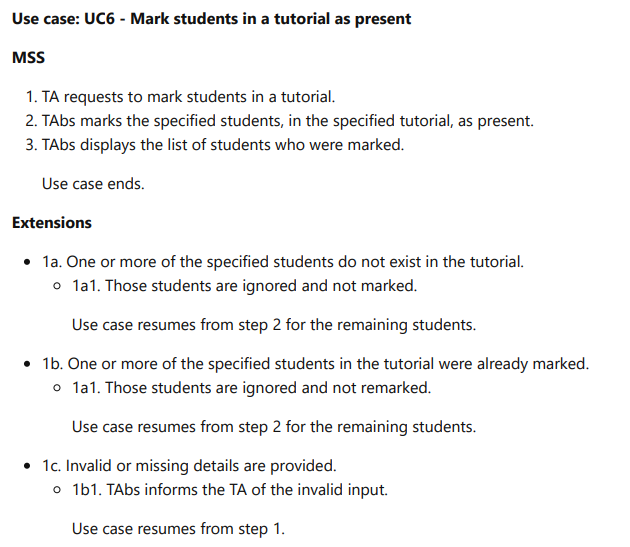 Use case: UC6 - Mark students in a tutorial as present
MSS
1. TA requests to mark students in a tutorial.
2. TAbs marks the specified students, in the specified tutorial, as present.
3. TAbs displays the list of students who were marked.
Use case ends.
Extensions
• 1a. One or more of the specified students do not exist in the tutorial.
◦ 1a1. Those students are ignored and not marked.
Use case resumes from step 2 for the remaining students.
• 1b. One or more of the specified students in the tutorial were already marked.
◦ 1a1. Those students are ignored and not remarked.
Use case resumes from step 2 for the remaining students.
• 1c. Invalid or missing details are provided.
◦ 1b1. TAbs informs the TA of the invalid input.
Use case resumes from step 1.